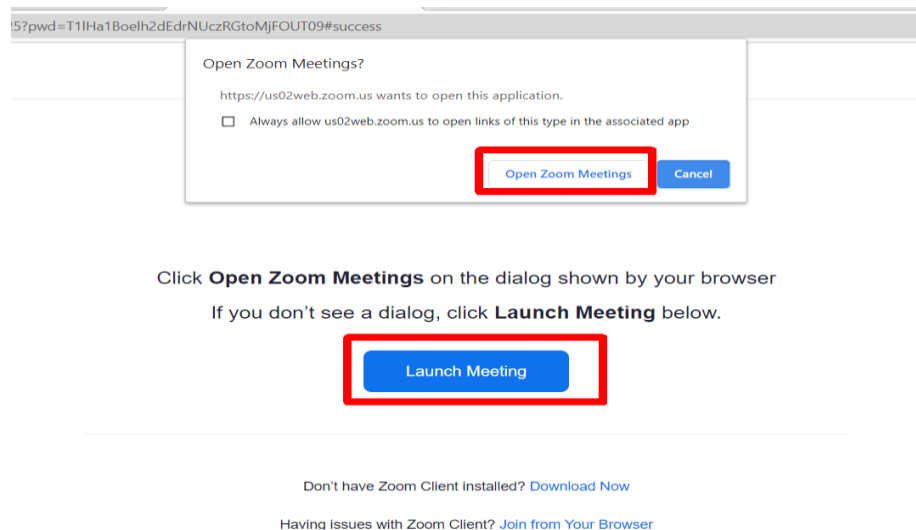 5?pwd=T1lHa1Boelh2dEdrNUczRGtoMjFOUT09#success
Open Zoom Meetings?
https://us02web.zoom.us wants to open this application.
Always allow us02web.zoom.us to open links of this type in the associated app
Open Zoom Meetings Cancel
Click Open Zoom Meetings on the dialog shown by your browser
If you don’t see a dialog, click Launch Meeting below.
Launch Meeting
Don’t have Zoom Client installed? Download Now
Having issues with Zoom Client? Join from Your Browser